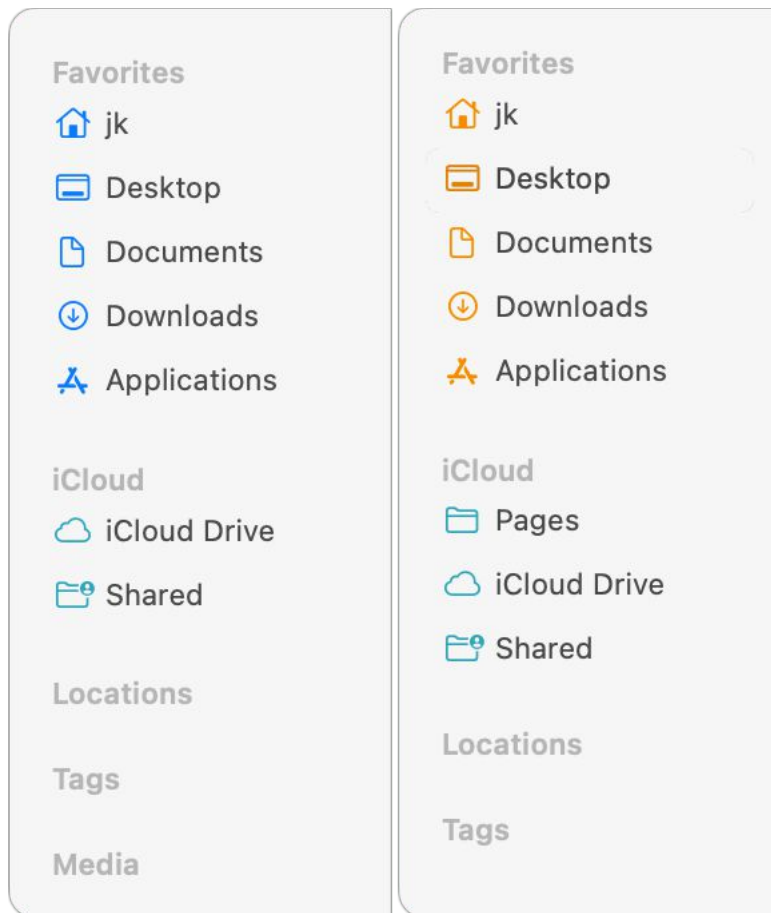 Favorites
jk
Desktop
Documents
Downloads
Applications
iCloud
iCloud Drive
Shared
Locations
Tags
Media
Favorites
jk
Desktop
Documents
Downloads
Applications
iCloud
Pages
iCloud Drive
Shared
Locations
Tags